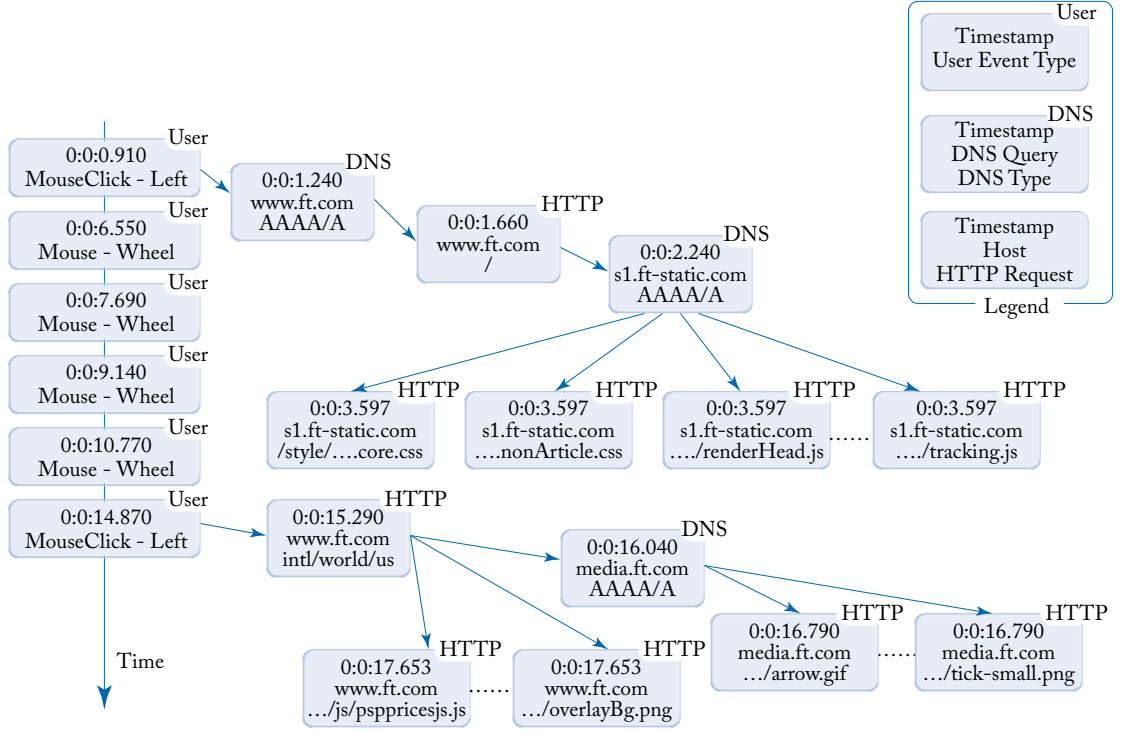 User
Timestamp
User Event Type
DNS
Timestamp
DNS Query
DNS Type
Timestamp
Host
HTTP Request
Legend
User
0:0:0.910
MouseClick - Left
DNS
0:0:1.240
www.ft.com
AAAA/A
HTTP
0:0:1.660
www.ft.com
/
DNS
0:0:2.240
s1.ft-static.com
AAAA/A
User
0:0:6.550
Mouse - Wheel
User
0:0:7.690
Mouse - Wheel
User
0:0:9.140
Mouse - Wheel
User
0:0:10.770
Mouse - Wheel
HTTP
0:0:3.597
s1.ft-static.com
/style/....core.css
HTTP
0:0:3.597
s1.ft-static.com
....nonArticle.css
HTTP
0:0:3.597
s1.ft-static.com
..../renderHead.js
......
HTTP
0:0:3.597
s1.ft-static.com
..../tracking.js
User
0:0:14.870
MouseClick - Left
HTTP
0:0:15.290
www.ft.com
intl/world/us
DNS
0:0:16.040
media.ft.com
AAAA/A
HTTP
0:0:16.790
media.ft.com
.../arrow.gif
......
HTTP
0:0:16.790
media.ft.com
.../tick-small.png
HTTP
0:0:17.653
www.ft.com
.../js/psppricesjs.js
......
HTTP
0:0:17.653
www.ft.com
.../overlayBg.png
Time